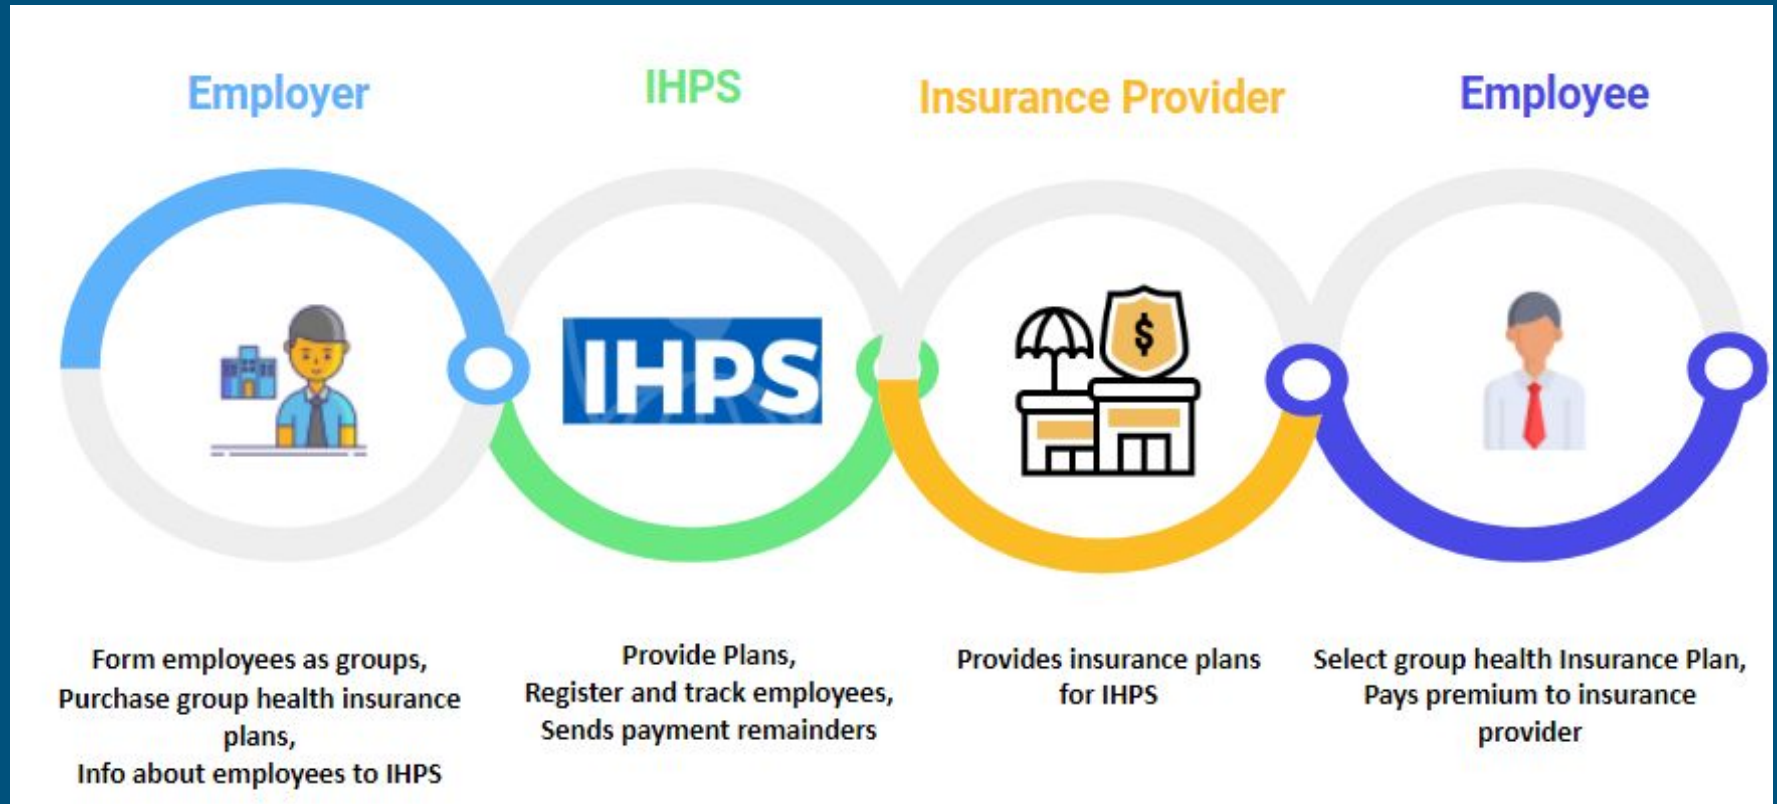 Employer
IHPS
Insurance Provider
Employee
IHPS
$
Form employees as groups,
Purchase group health insurance
plans,
Info about employees to IHPS
Provide Plans,
Register and track employees,
Sends payment remainders
Provides insurance plans
for IHPS
Select group health Insurance Plan,
Pays premium to insurance
provider